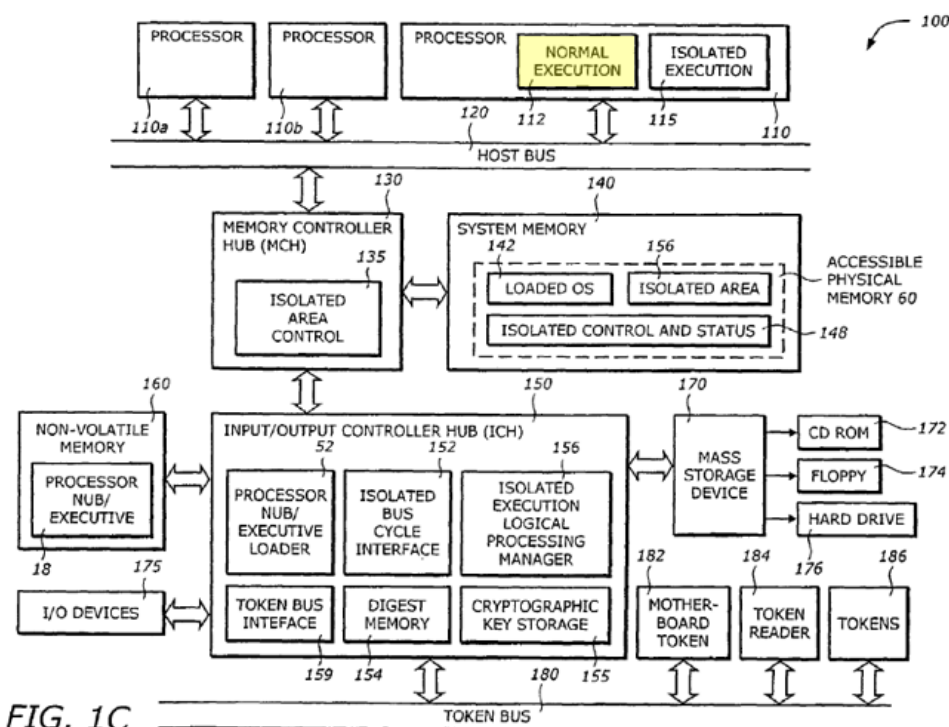 100
PROCESSOR
PROCESSOR
PROCESSOR
NORMAL
EXECUTION
ISOLATED
EXECUTION
110a
110b
112
115
110
120
HOST BUS
130
MEMORY CONTROLLER
HUB (MCH)
135
ISOLATED
AREA
CONTROL
140
SYSTEM MEMORY
142
156
LOADED OS
ISOLATED AREA
ISOLATED CONTROL AND STATUS
148
ACCESSIBLE
PHYSICAL
MEMORY 60
160
NON-VOLATILE
MEMORY
PROCESSOR
NUB/
EXECUTIVE
18
175
I/O DEVICES
150
INPUT/OUTPUT CONTROLLER HUB (ICH)
52
152
156
PROCESSOR
NUB/
EXECUTIVE
LOADER
ISOLATED
BUS
CYCLE
INTERFACE
ISOLATED
EXECUTION
LOGICAL
PROCESSING
MANAGER
TOKEN BUS
INTEFACE
DIGEST
MEMORY
CRYPTOGRAPHIC
KEY STORAGE
159
154
155
170
MASS
STORAGE
DEVICE
CD ROM
172
FLOPPY
174
HARD DRIVE
176
182
184
186
MOTHER-
BOARD
TOKEN
TOKEN
READER
TOKENS
180
TOKEN BUS
FIG. 1C